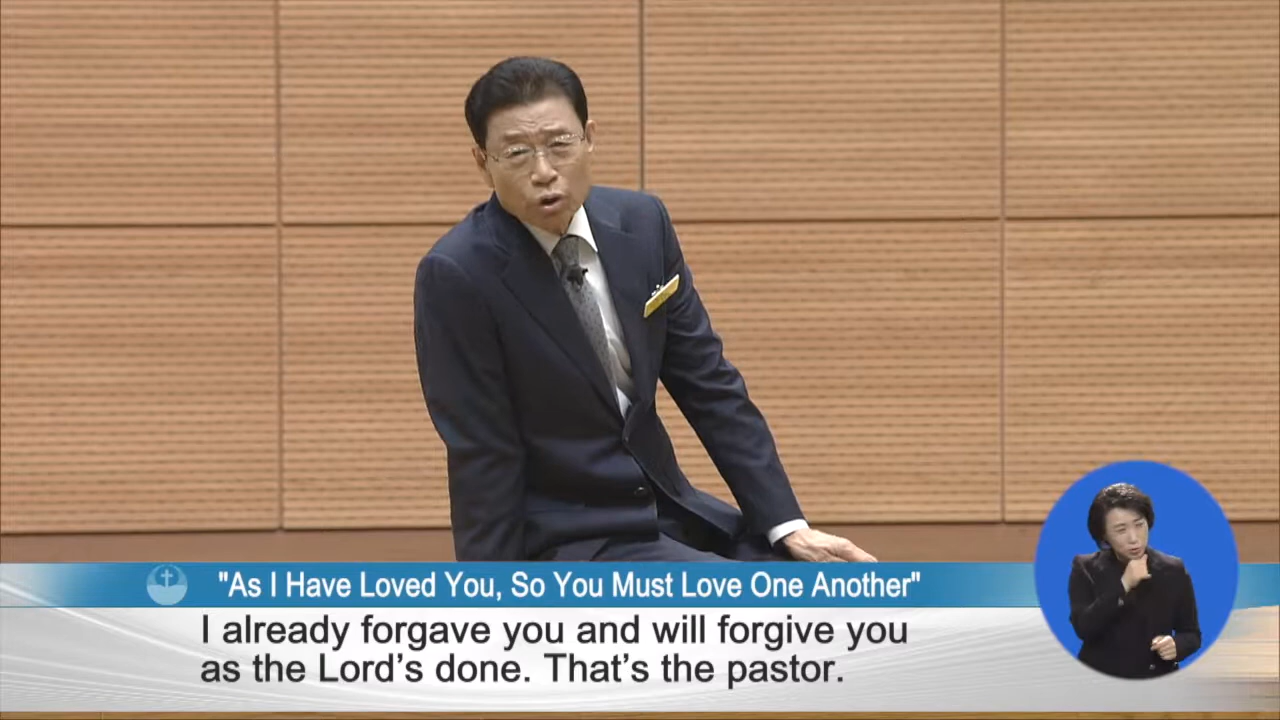 "As I Have Loved You, So You Must Love One Another"
I already forgave you and will forgive you
as the Lord's done. That's the pastor.